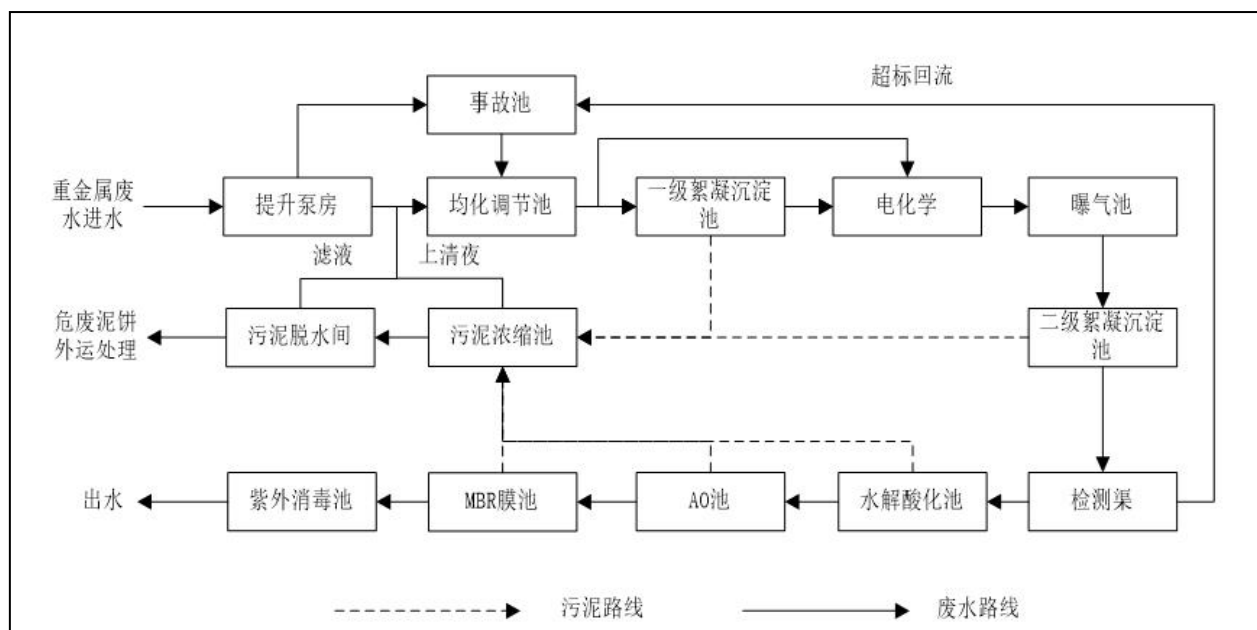 超标回流
事故池
重金属废
水进水
提升泵房
均化调节池
一级絮凝沉淀
池
电化学
曝气池
滤液
上清夜
危废泥饼
外运处理
污泥脱水间
污泥浓缩池
二级絮凝沉淀
池
出水
紫外消毒池
MBR膜池
AO池
水解酸化池
检测渠
污泥路线
废水路线